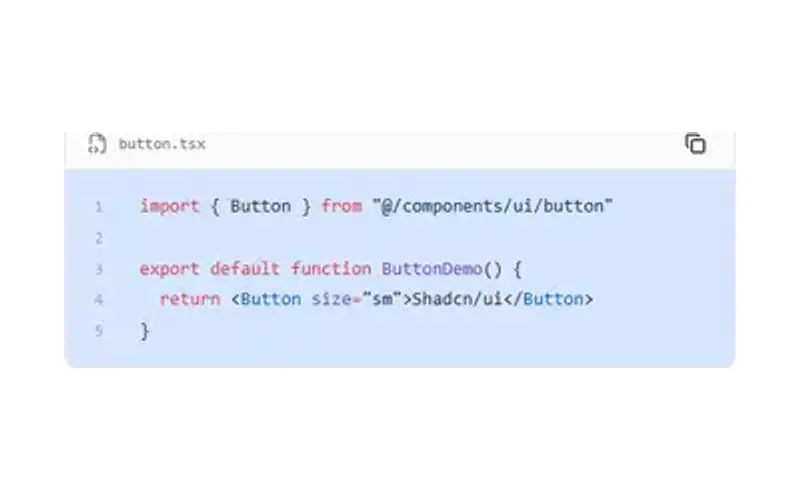 button.tsx
1 import { Button } from "@/components/ui/button"
2
3 export default function ButtonDemo() {
4   return <Button size="sm">Shadcn/ui</Button>
5 }